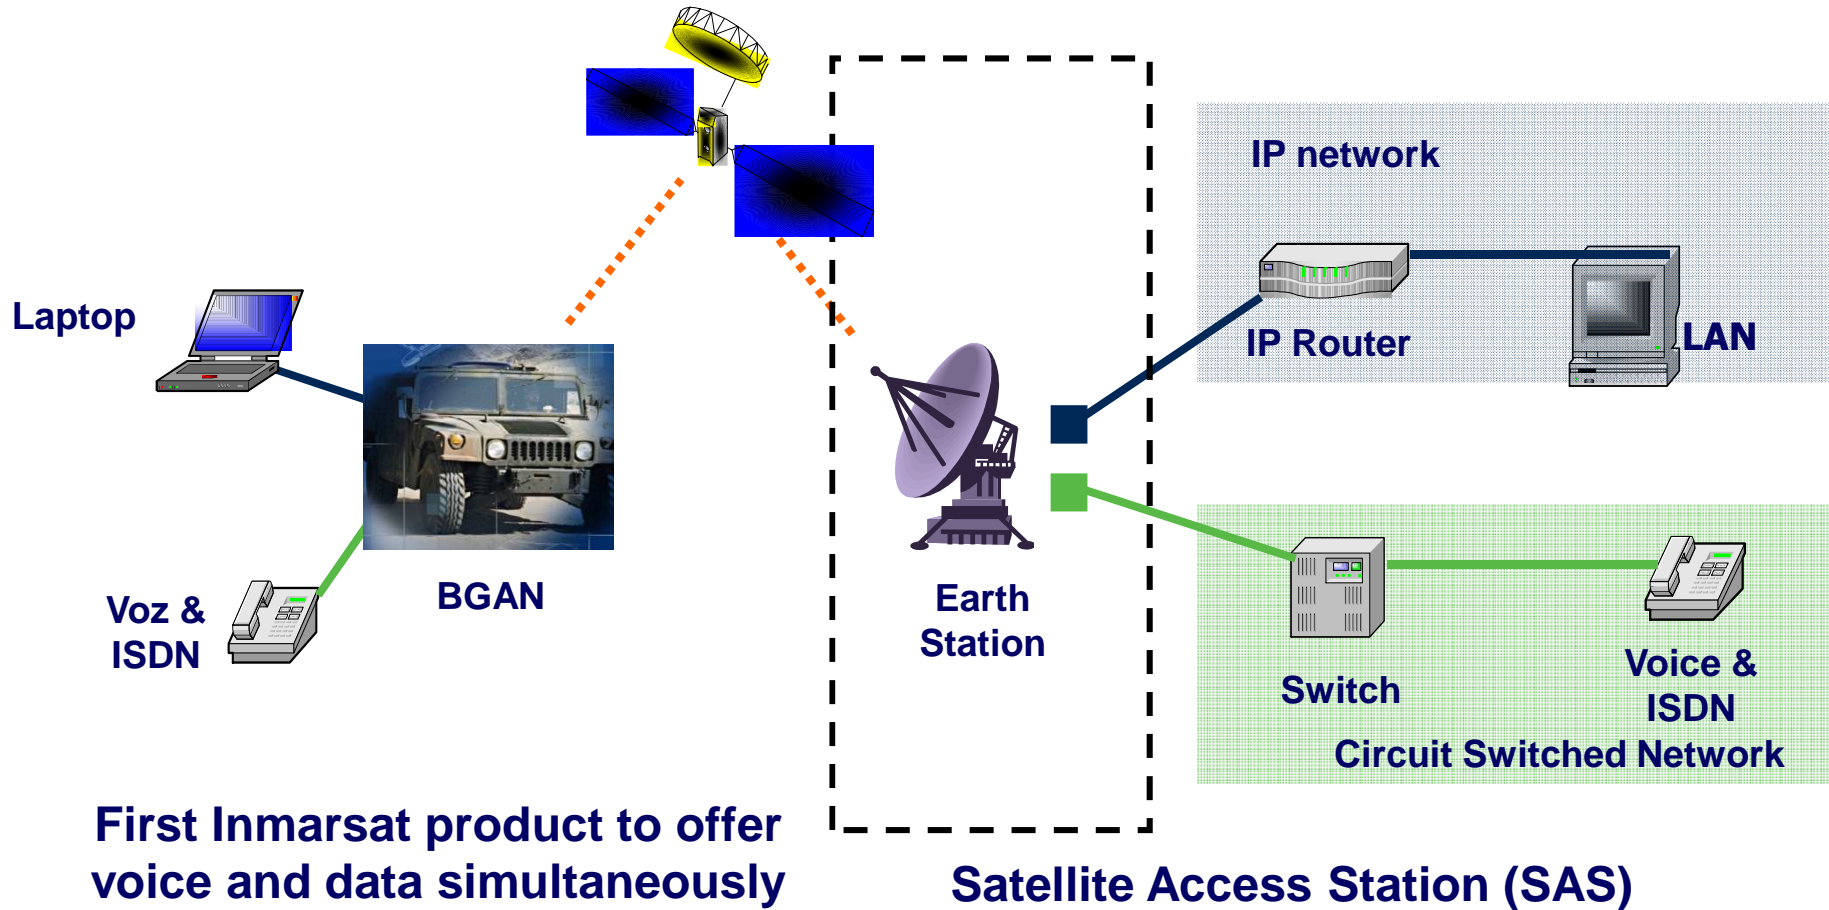 IP network
Laptop
IP Router
LAN
BGAN
Voz &
ISDN
Earth
Station
Switch
Voice &
ISDN
Circuit Switched Network
First Inmarsat product to offer
voice and data simultaneously
Satellite Access Station (SAS)